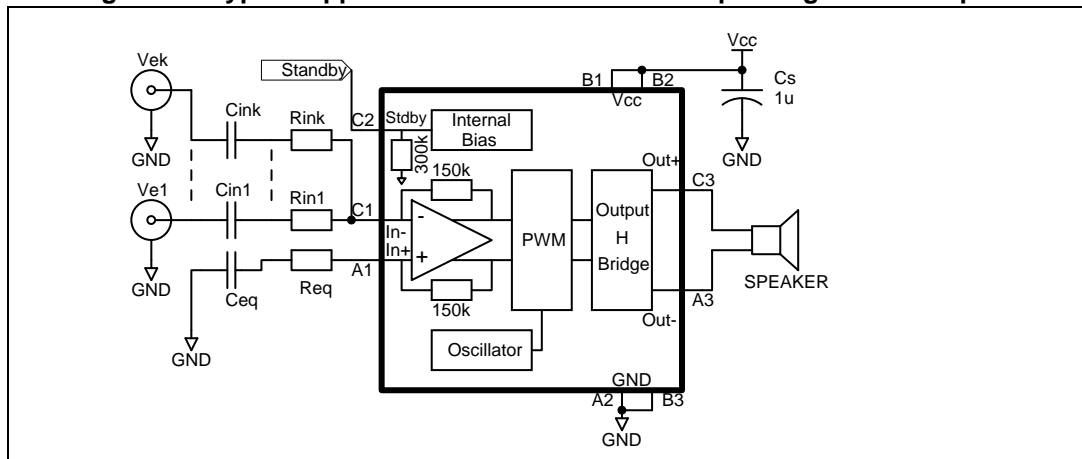 Vek
GND
Cink
Rink
Ve1
GND
Cin1
Rin1
GND
Ceq
Req
Standby
C2
Stdby
300k
Internal
Bias
C1
In-
In+
A1
-
+
150k
150k
PWM
Oscillator
Output
H
Bridge
B1
B2
Vcc
Vcc
Cs
1u
GND
Out+
C3
A3
Out-
SPEAKER
GND
A2
B3
GND